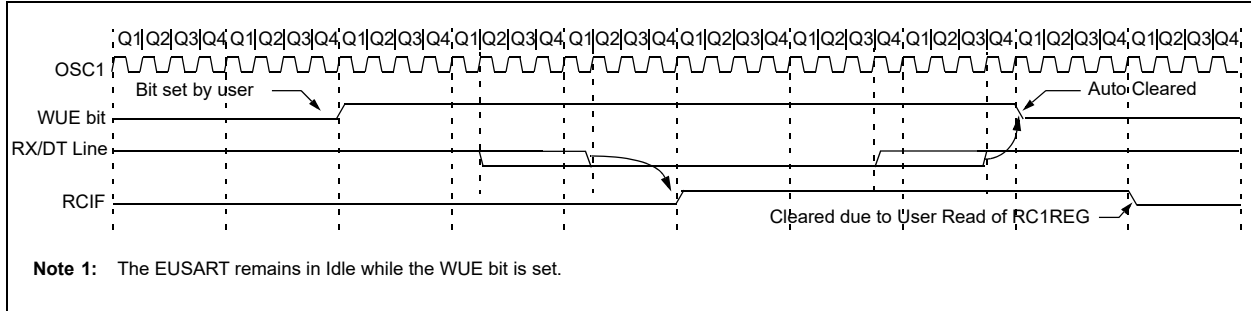 Q1 Q2 Q3 Q4 Q1 Q2 Q3 Q4 Q1 Q2 Q3 Q4 Q1 Q2 Q3 Q4 Q1 Q2 Q3 Q4 Q1 Q2 Q3 Q4 Q1 Q2 Q3 Q4 Q1 Q2 Q3 Q4 Q1 Q2 Q3 Q4 Q1 Q2 Q3 Q4
OSC1
Bit set by user
Auto Cleared
WUE bit
RX/DT Line
RCIF
Cleared due to User Read of RC1REG
Note 1: The EUSART remains in Idle while the WUE bit is set.